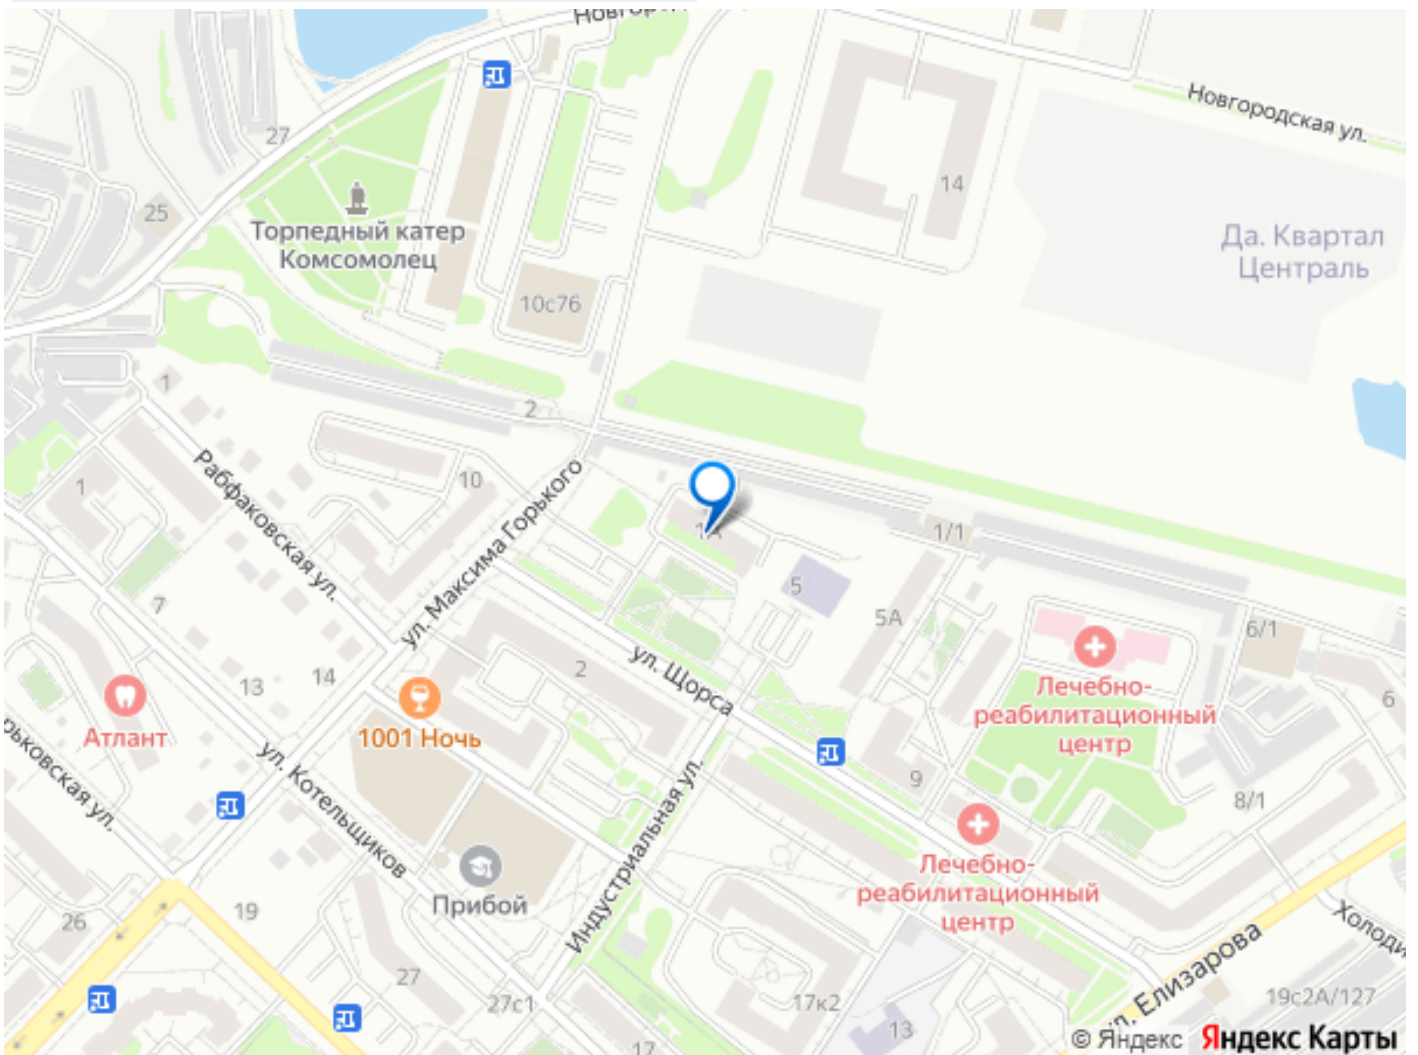 Новгородская ул.
27
14
25
Торпедный катер
Комсомолец
Да. Квартал
Централь
10с76
1
2
Рабфаковская ул.
10
ул. Максима Горького
1
1А
1/1
5
5А
7
6/1
ул. Щорса
2
14
13
Лечебно-
реабилитационный
центр
6
Атлант
1001 Ночь
ул. Котельщиков
9
8/1
Индустриальная ул.
Лечебно-
реабилитационный
центр
Прибой
19
26
ул. Елизарова
27
27с1
17к2
19с2А/127
13
17
© Яндекс Яндекс Карты